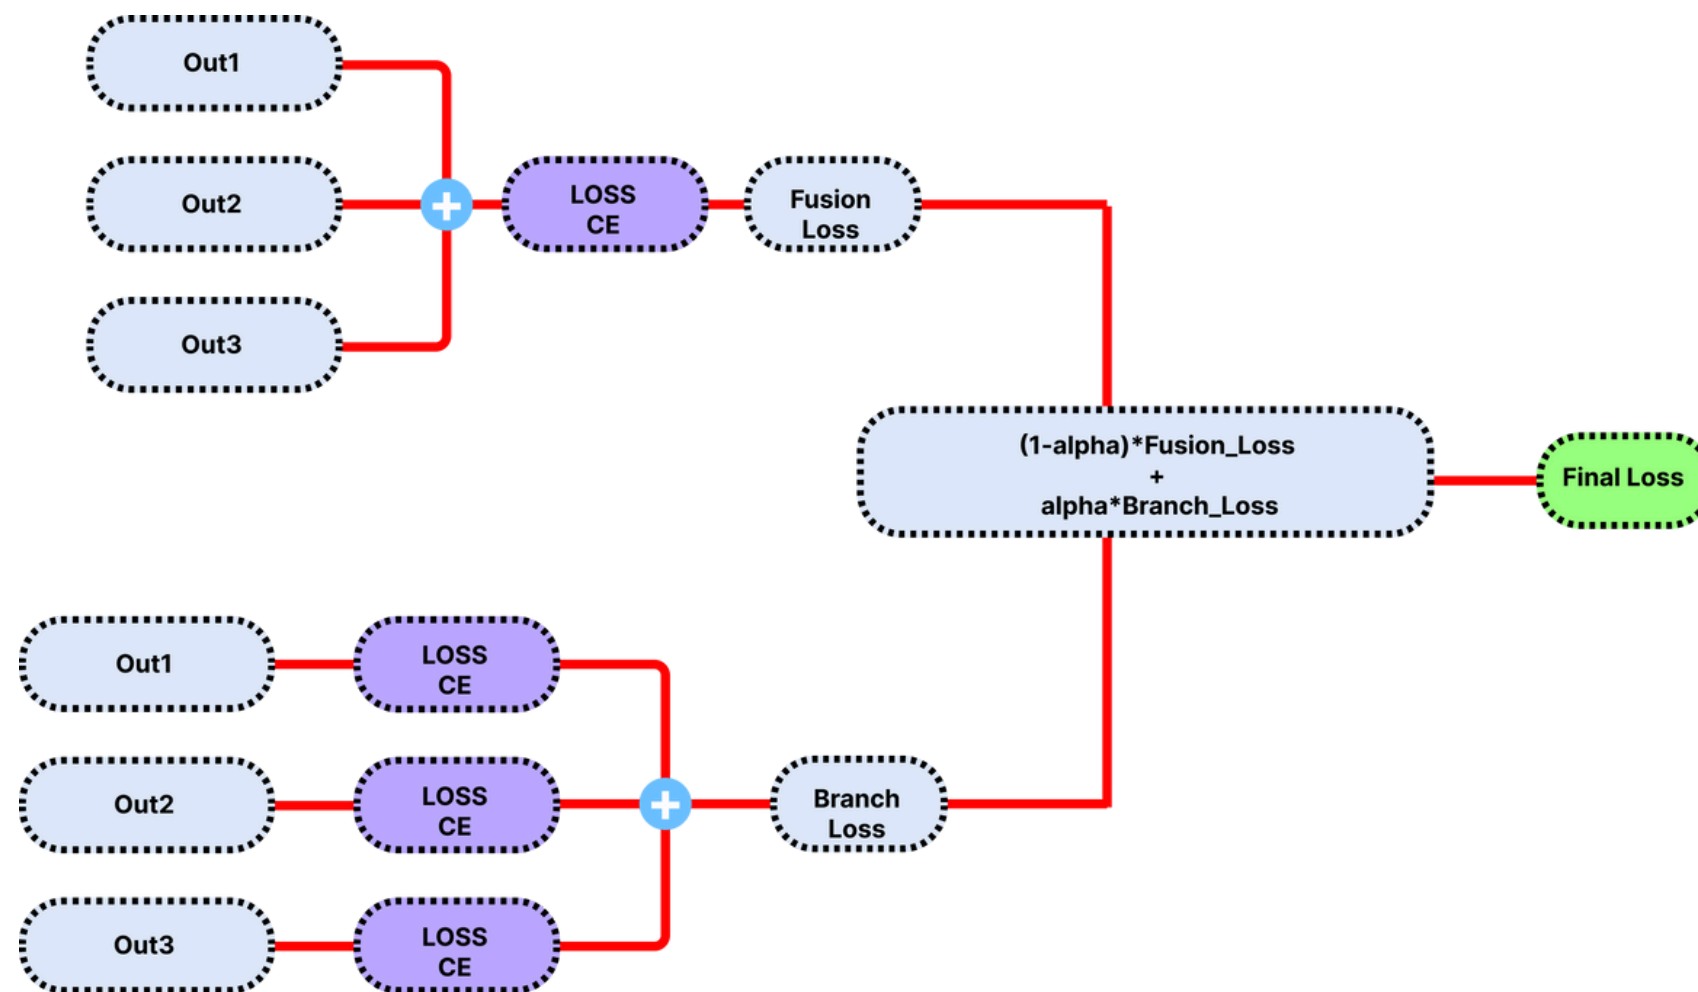 Out1
Out2
Out3
LOSS
CE
Fusion
Loss
(1-alpha)*Fusion_Loss
+
alpha*Branch_Loss
Final Loss
Out1
LOSS
CE
Out2
LOSS
CE
Out3
LOSS
CE
Branch
Loss